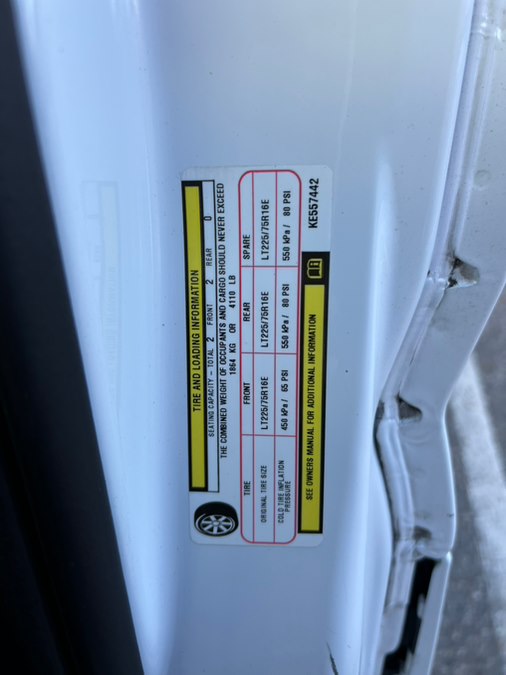 TIRE AND LOADING INFORMATION
SEATING CAPACITY - TOTAL 2 FRONT 2 REAR 0
THE COMBINED WEIGHT OF OCCUPANTS AND CARGO SHOULD NEVER EXCEED
1864 KG OR 4110 LB
TIRE FRONT REAR SPARE
ORIGINAL TIRE SIZE LT225/75R16E LT225/75R16E LT225/75R16E
COLD TIRE INFLATION
PRESSURE 450 kPa / 65 PSI 550 kPa / 80 PSI 550 kPa / 80 PSI
SEE OWNERS MANUAL FOR ADDITIONAL INFORMATION KE557442